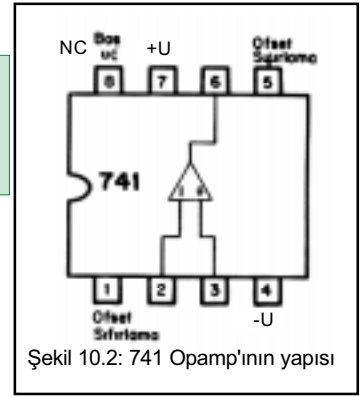 NC Boş +U Ofset
UC Sıfırlama
8 7 6 5
741
1 2 3 4
Ofset -U
Sıfırlama
Şekil 10.2: 741 Opamp'ının yapısı